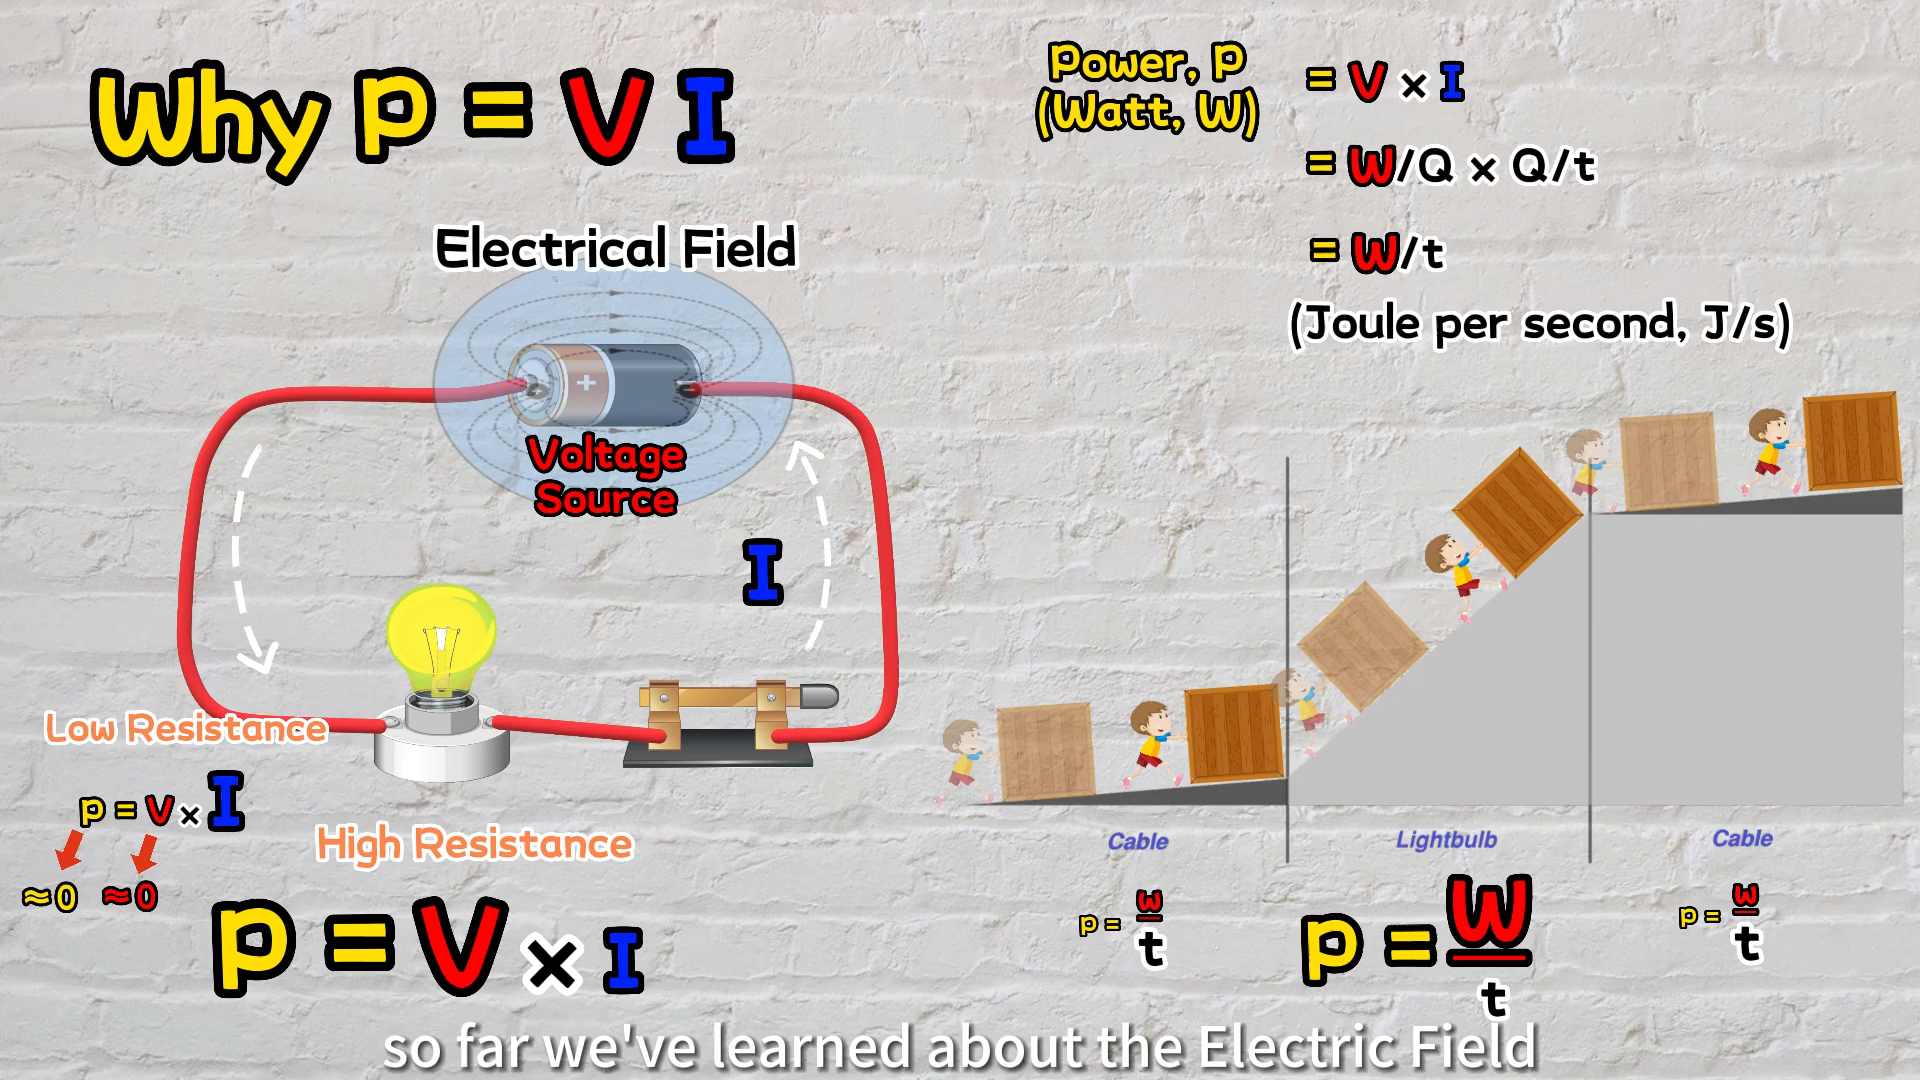 Why P = V I
Power, P
(Watt, W)
= V × I
= W/Q × Q/t
= W/t
(Joule per second, J/s)
Electrical Field
+
Voltage
Source
I
Low Resistance
P = V × I
≈0 ≈0
High Resistance
P = V × I
Cable
Lightbulb
Cable
P = W/t
P = W/t
P = W/t
so far we've learned about the Electric Field